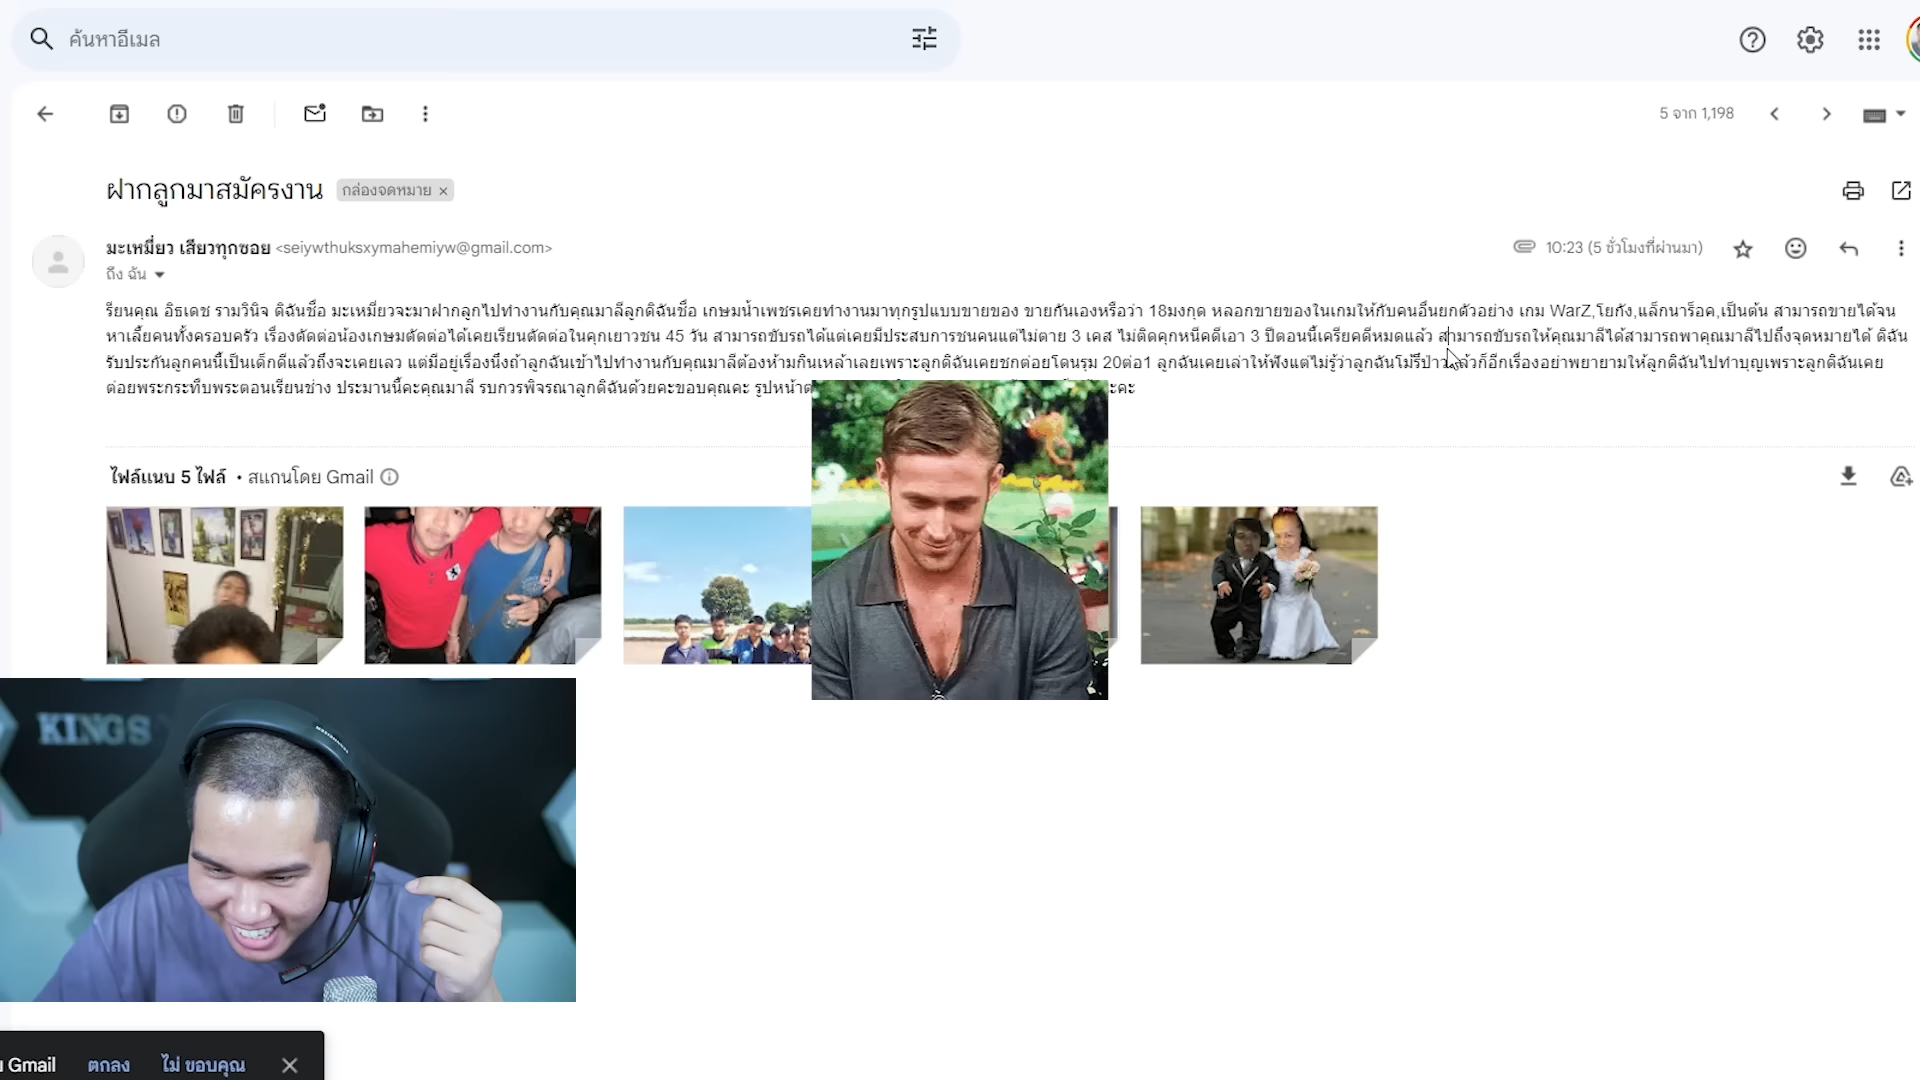 ค้นหาอีเมล
5 จาก 1,198
ฝากลูกมาสมัครงาน กล่องจดหมาย ×
มะเหมี่ยว เสียวทุกซอย <seiywthuksxymahemiyw@gmail.com>
10:23 (5 ชั่วโมงที่ผ่านมา)
ถึง ฉัน
เรียนคุณ อิธเดช รามวินิจ ดิฉันชื่อ มะเหมี่ยวจะมาฝากลูกไปทำงานกับคุณมาลีลูกดิฉันชื่อ เกษมน้ำเพชรเคยทำงานมาทุกรูปแบบขายของ ขายกันเองหรือว่า 18มงกุด หลอกขายของในเกมให้กับคนอื่นยกตัวอย่าง เกม WarZ,โยกัง,แล็กนาร็อค,เป็นต้น สามารถขายได้จน
หาเลี้ยคนทั้งครอบครัว เรื่องตัดต่อน้องเกษมตัดต่อได้เคยเรียนตัดต่อในคุกเยาวชน 45 วัน สามารถขับรถได้แต่เคยมีประสบการชนคนแต่ไม่ตาย 3 เคส ไม่ติดคุกหนีคดีเอา 3 ปีตอนนี้เครียคดีหมดแล้ว สามารถขับรถให้คุณมาลีได้สามารถพาคุณมาลีไปถึงจุดหมายได้ ดิฉัน
รับประกันลูกคนนี้เป็นเด็กดีแล้วถึงจะเคยเลว แต่มีอยู่เรื่องนึงถ้าลูกฉันเข้าไปทำงานกับคุณมาลีต้องห้ามกินเหล้าเลยเพราะลูกดิฉันเคยชกต่อยโดนรุม 20ต่อ1 ลูกฉันเคยเล่าให้ฟังแต่ไม่รู้ว่าลูกฉันโม้รึป่าว แล้วก็อีกเรื่องอย่าพยายามให้ลูกดิฉันไปทำบุญเพราะลูกดิฉันเคย
ต่อยพระกระทืบพระตอนเรียนช่าง ประมานนี้คะคุณมาลี รบกวรพิจรณาลูกดิฉันด้วยคะขอบคุณคะ รูปหน้าต
ไฟล์แนบ 5 ไฟล์ • สแกนโดย Gmail
KINGS
Gmail ตกลง ไม่ ขอบคุณ